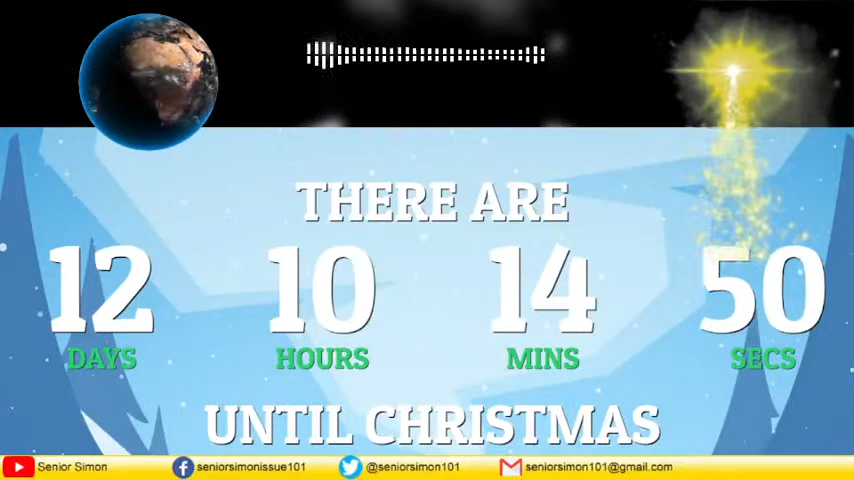 THERE ARE
12 10 14 50
DAYS HOURS MINS SECS
UNTIL CHRISTMAS
Senior Simon seniorsimonissue101 @seniorsimon101 seniorsimon101@gmail.com